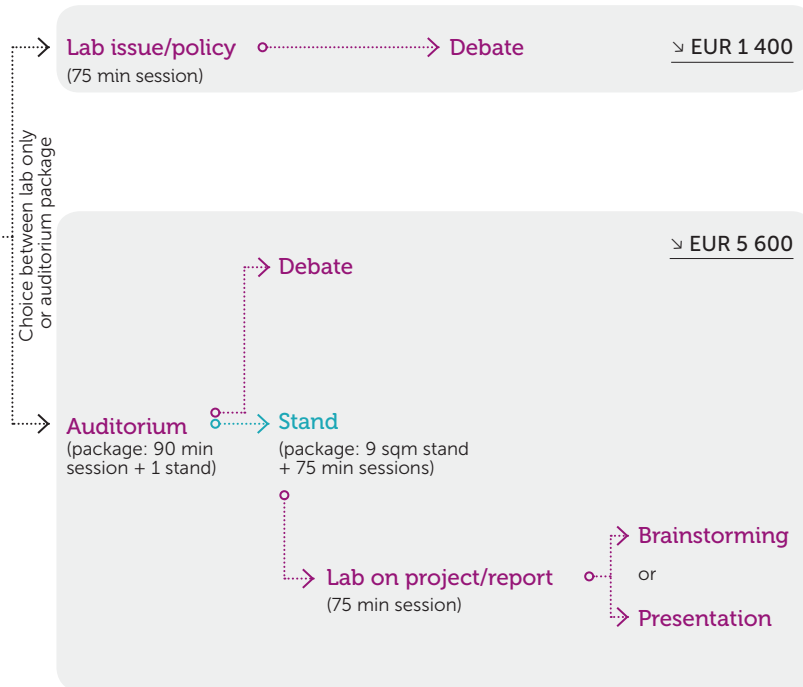 Lab issue/policy
(75 min session)
Debate
↘ EUR 1 400
Choice between lab only
or auditorium package
↘ EUR 5 600
Debate
Auditorium
(package: 90 min
session + 1 stand)
Stand
(package: 9 sqm stand
+ 75 min sessions)
Lab on project/report
(75 min session)
Brainstorming
or
Presentation